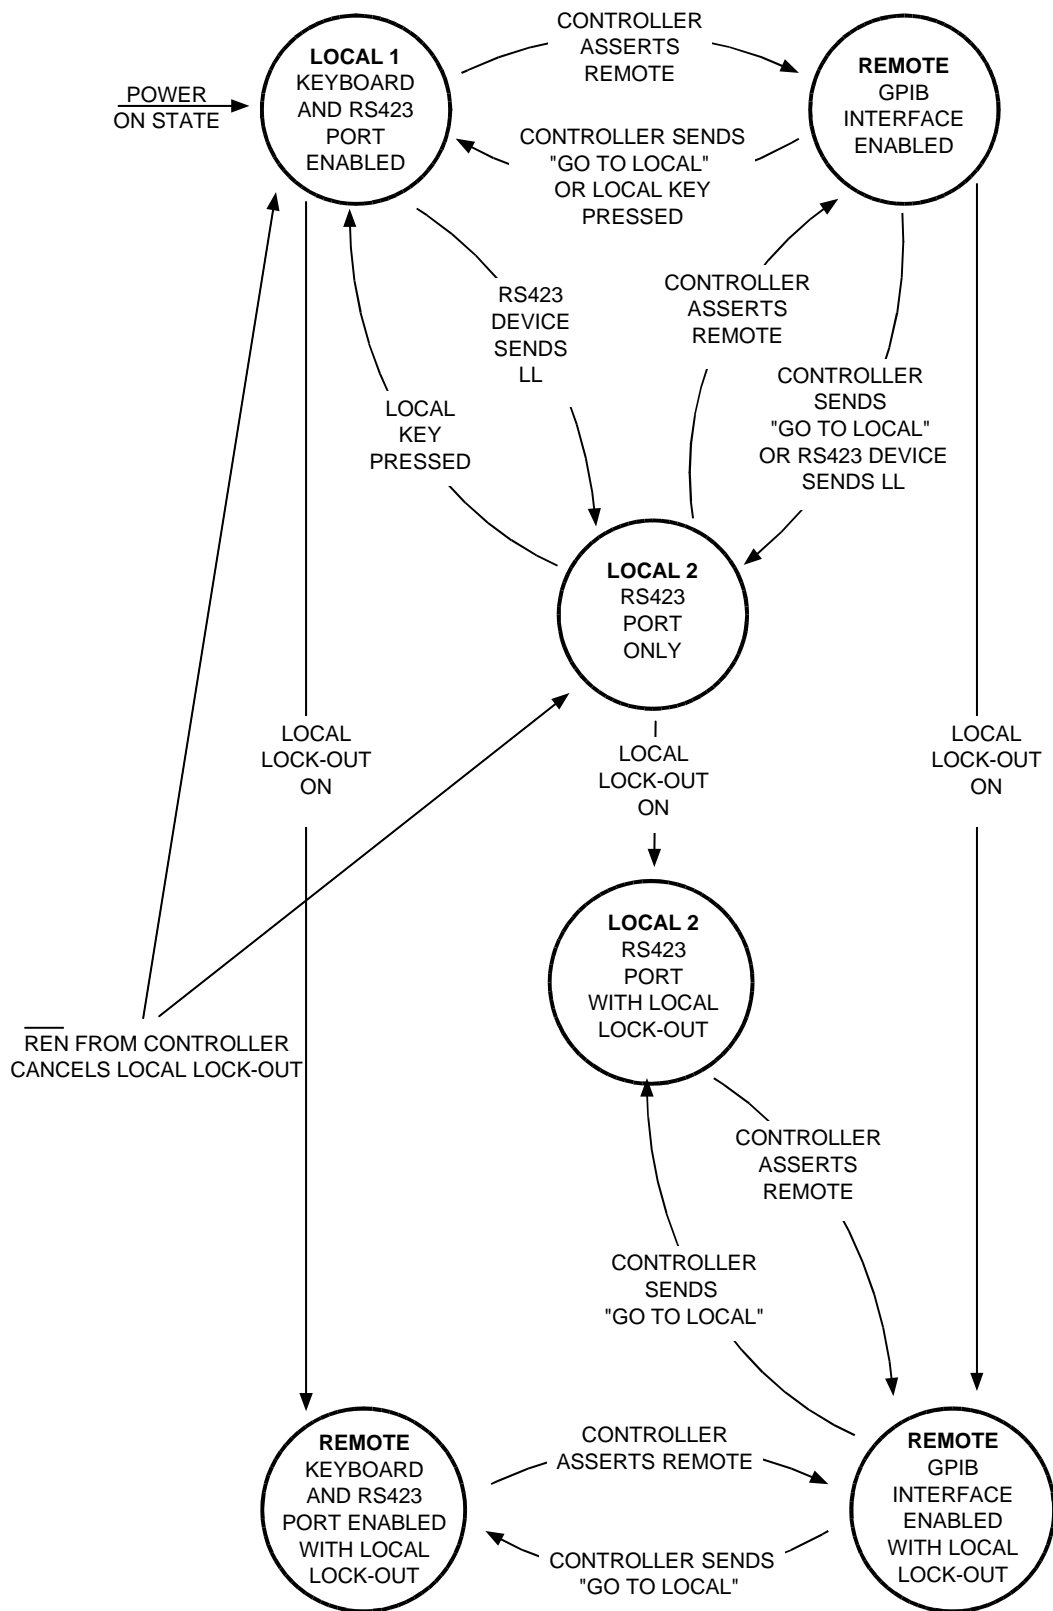 CONTROLLER
ASSERTS
REMOTE
LOCAL 1
KEYBOARD
AND RS423
PORT
ENABLED
REMOTE
GPIB
INTERFACE
ENABLED
POWER
ON STATE
CONTROLLER SENDS
"GO TO LOCAL"
OR LOCAL KEY
PRESSED
RS423
DEVICE
SENDS
LL
CONTROLLER
ASSERTS
REMOTE
LOCAL
KEY
PRESSED
CONTROLLER
SENDS
"GO TO LOCAL"
OR RS423 DEVICE
SENDS LL
LOCAL 2
RS423
PORT
ONLY
LOCAL
LOCK-OUT
ON
LOCAL
LOCK-OUT
ON
LOCAL
LOCK-OUT
ON
LOCAL 2
RS423
PORT
WITH LOCAL
LOCK-OUT
REN FROM CONTROLLER
CANCELS LOCAL LOCK-OUT
CONTROLLER
ASSERTS
REMOTE
CONTROLLER
SENDS
"GO TO LOCAL"
REMOTE
KEYBOARD
AND RS423
PORT ENABLED
WITH LOCAL
LOCK-OUT
CONTROLLER
ASSERTS REMOTE
REMOTE
GPIB
INTERFACE
ENABLED
WITH LOCAL
LOCK-OUT
CONTROLLER SENDS
"GO TO LOCAL"